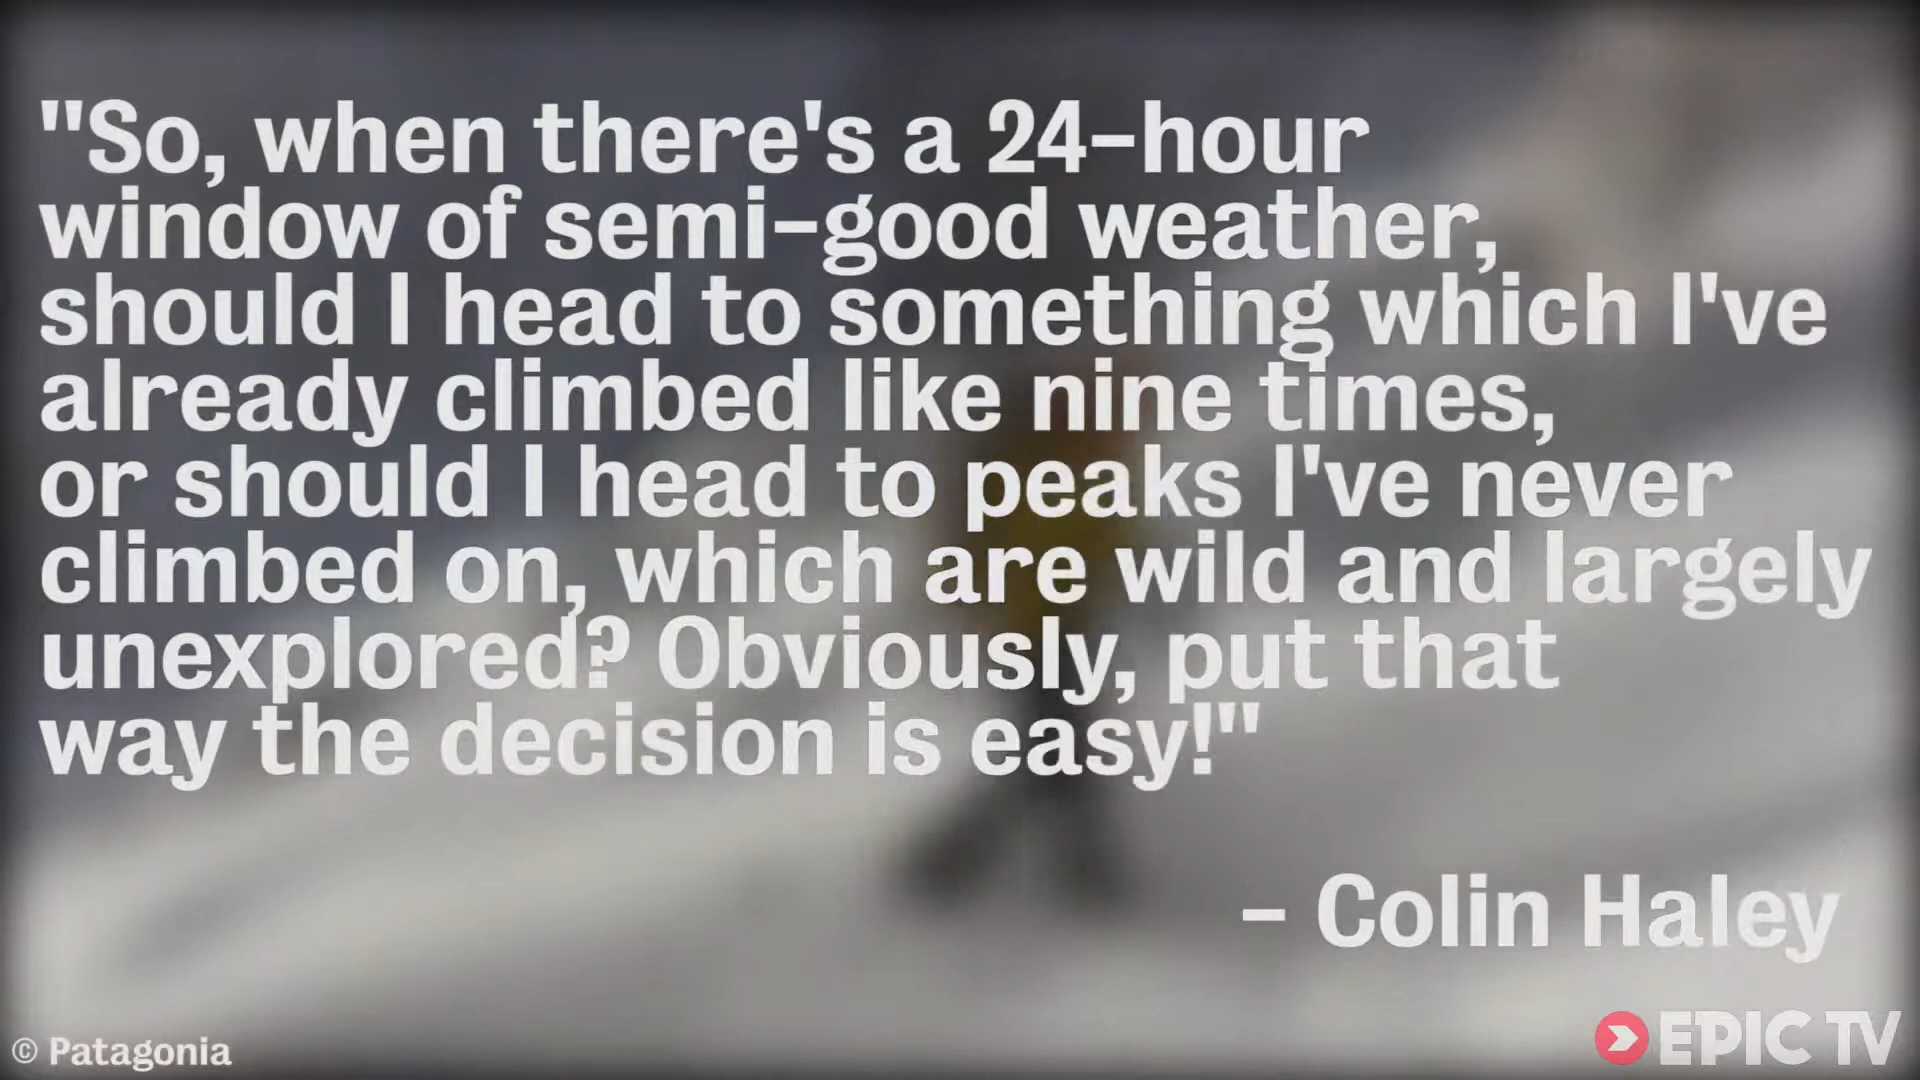 "So, when there's a 24-hour
window of semi-good weather,
should I head to something which I've
already climbed like nine times,
or should I head to peaks I've never
climbed on, which are wild and largely
unexplored? Obviously, put that
way the decision is easy!"
- Colin Haley
© Patagonia
EPIC TV